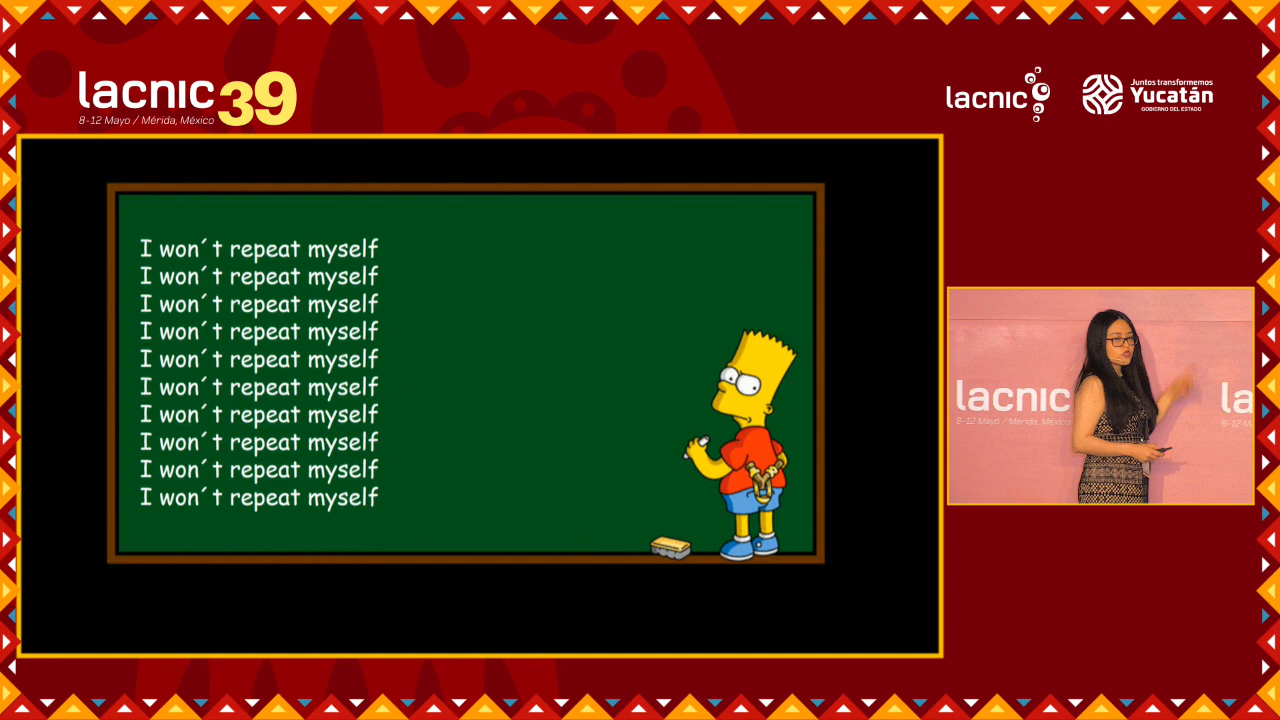 lacnic 39
8-12 Mayo / Mérida, México
lacnic
Juntos transformemos
Yucatán
GOBIERNO DEL ESTADO
I won´t repeat myself
I won´t repeat myself
I won´t repeat myself
I won´t repeat myself
I won´t repeat myself
I won´t repeat myself
I won´t repeat myself
I won´t repeat myself
I won´t repeat myself
I won´t repeat myself
lacnic
8-12 Mayo / Mérida, México
la